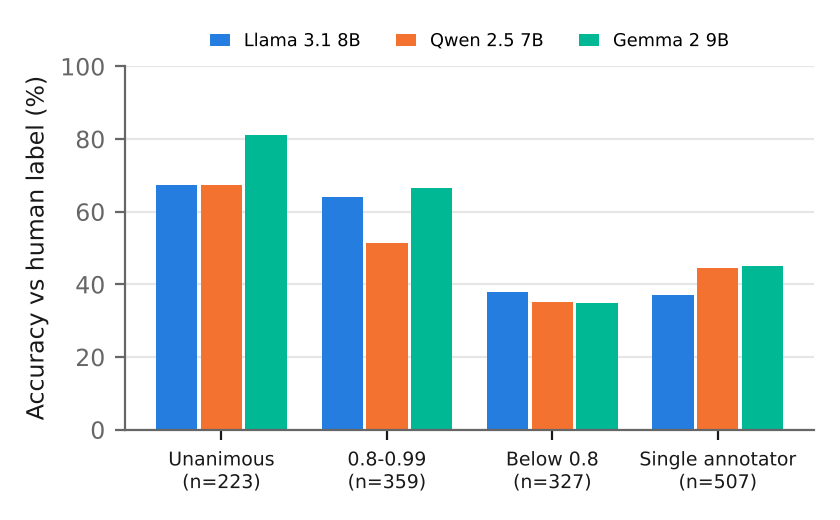 Llama 3.1 8B Qwen 2.5 7B Gemma 2 9B
Accuracy vs human label (%)
100
80
60
40
20
0
Unanimous 0.8-0.99 Below 0.8 Single annotator
(n=223) (n=359) (n=327) (n=507)